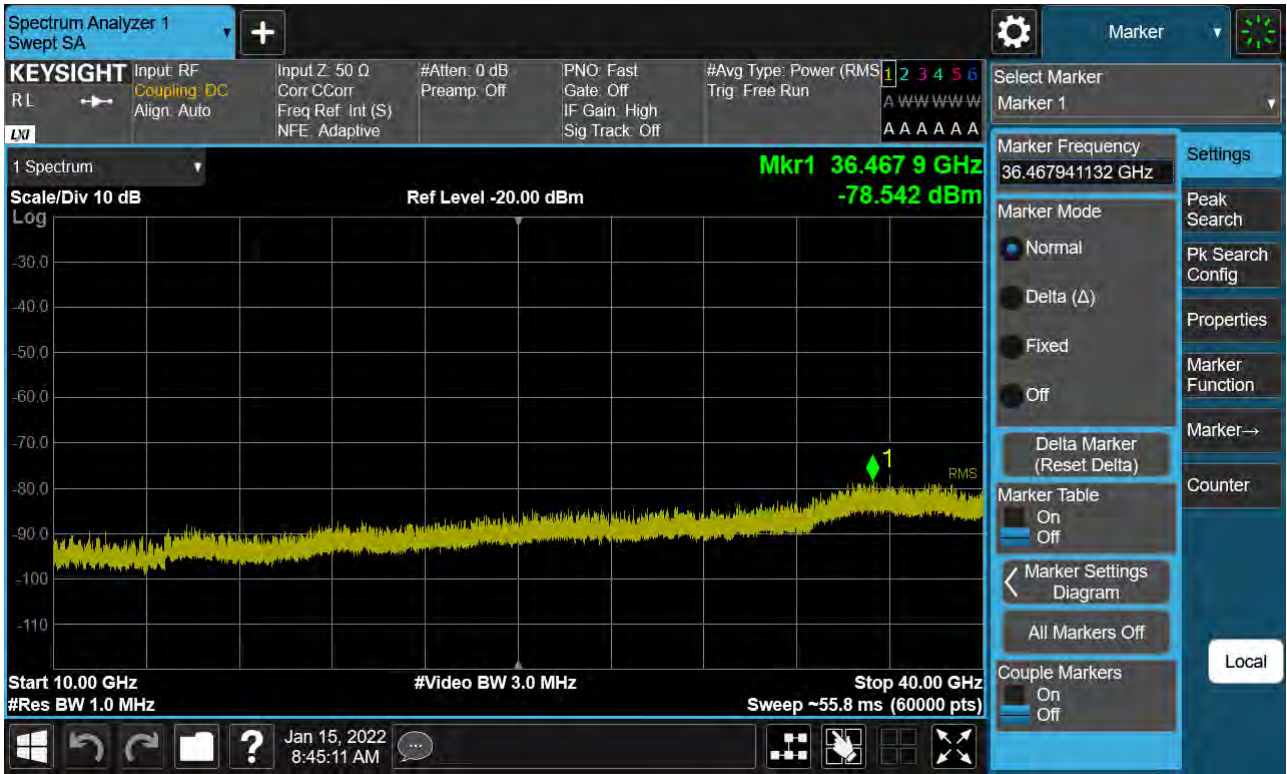 Spectrum Analyzer 1
Swept SA
Marker
KEYSIGHT
RL
LXI
Input: RF
Coupling: DC
Align: Auto
Input Z: 50 Ω
Corr CCorr
Freq Ref: Int (S)
NFE: Adaptive
#Atten: 0 dB
Preamp: Off
PNO: Fast
Gate: Off
IF Gain: High
Sig Track: Off
#Avg Type: Power (RMS
Trig: Free Run
1 2 3 4 5 6
A W W W W W
A A A A A A
Select Marker
Marker 1
1 Spectrum
Mkr1 36.467 9 GHz
-78.542 dBm
Scale/Div 10 dB
Ref Level -20.00 dBm
Log
-30.0
-40.0
-50.0
-60.0
-70.0
-80.0
-90.0
-100
-110
1
RMS
Start 10.00 GHz
#Video BW 3.0 MHz
Stop 40.00 GHz
#Res BW 1.0 MHz
Sweep ~55.8 ms (60000 pts)
Marker Frequency
36.467941132 GHz
Marker Mode
Normal
Delta (Δ)
Fixed
Off
Delta Marker
(Reset Delta)
Marker Table
On
Off
Marker Settings
Diagram
All Markers Off
Couple Markers
On
Off
Settings
Peak
Search
Pk Search
Config
Properties
Marker
Function
Marker→
Counter
Local
?
Jan 15, 2022
8:45:11 AM